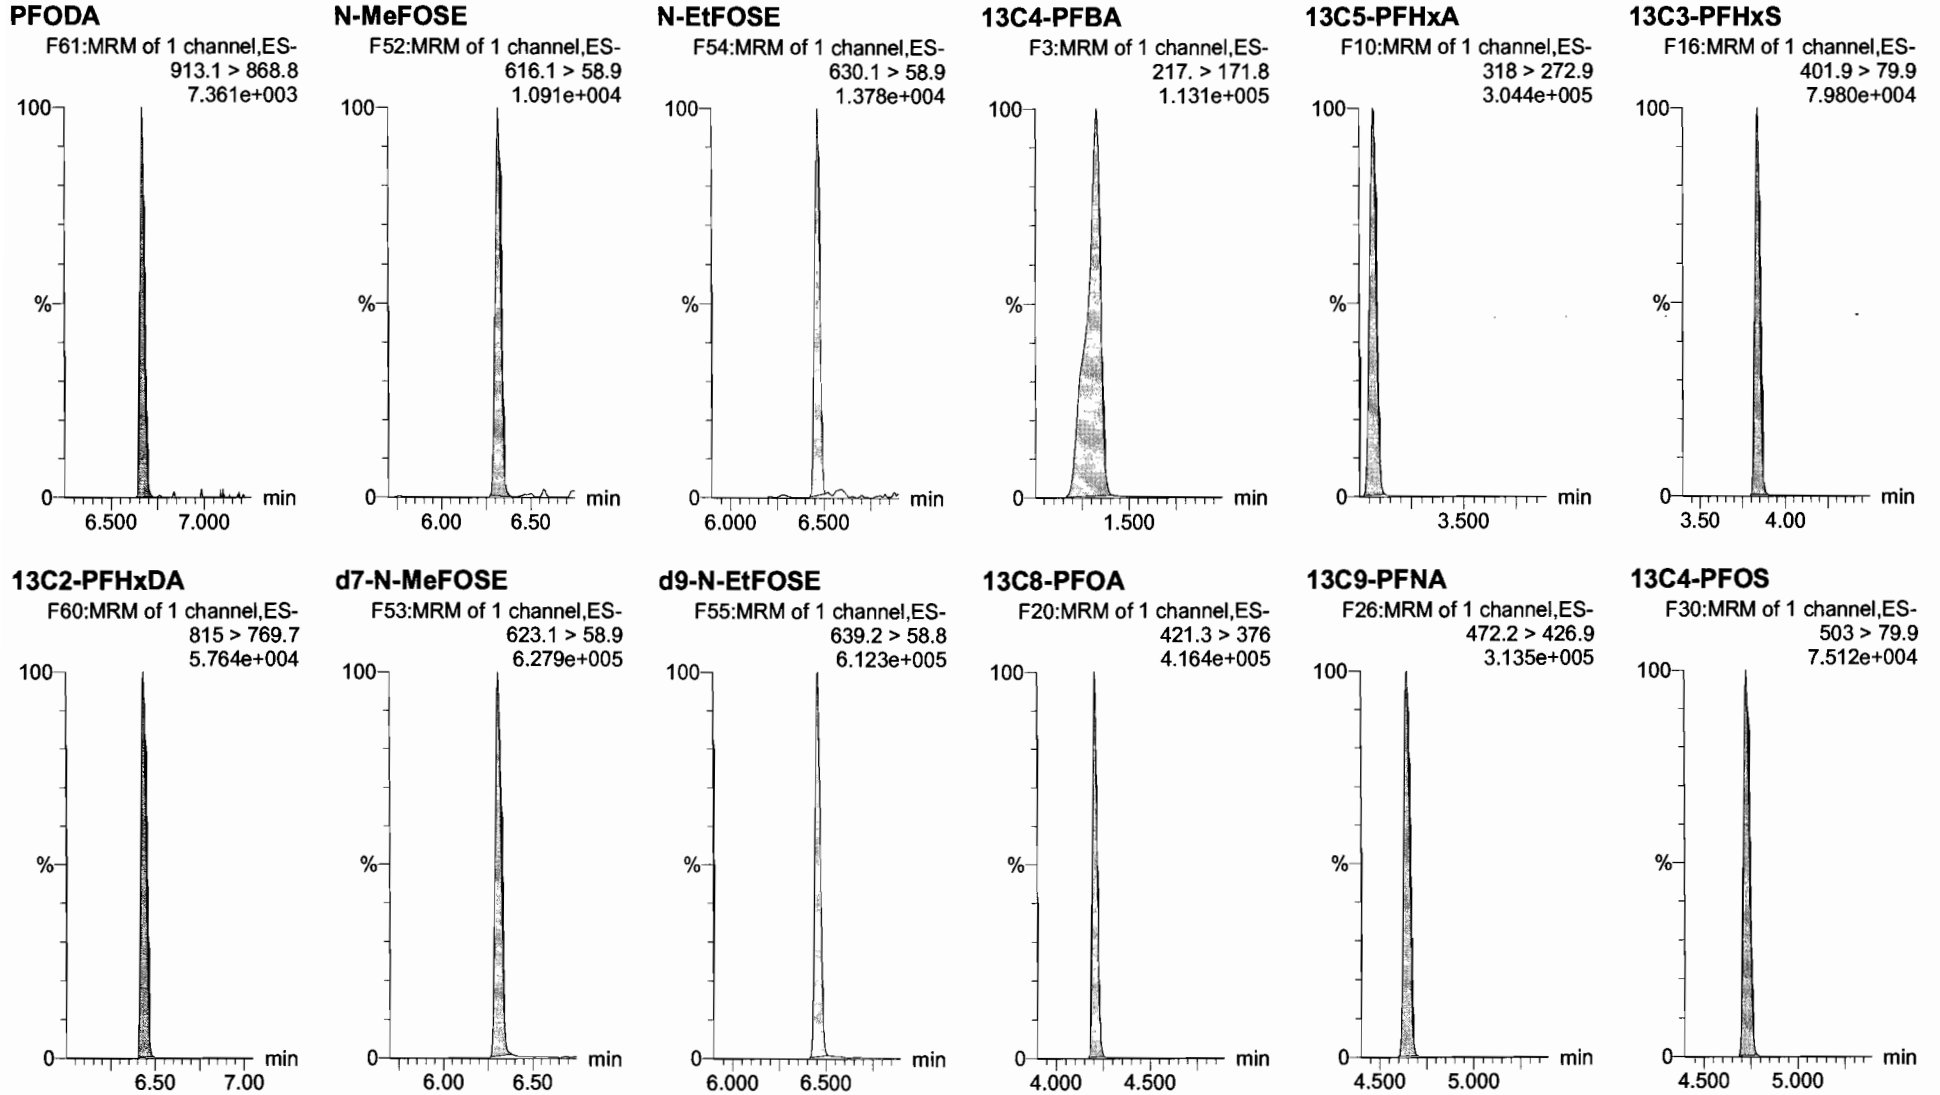 PFODA
F61:MRM of 1 channel,ES-
913.1 > 868.8
7.361e+003
100
%
0
min
6.500 7.000
N-MeFOSE
F52:MRM of 1 channel,ES-
616.1 > 58.9
1.091e+004
100
%
0
min
6.00 6.50
N-EtFOSE
F54:MRM of 1 channel,ES-
630.1 > 58.9
1.378e+004
100
%
0
min
6.000 6.500
13C4-PFBA
F3:MRM of 1 channel,ES-
217. > 171.8
1.131e+005
100
%
0
min
1.500
13C5-PFHxA
F10:MRM of 1 channel,ES-
318 > 272.9
3.044e+005
100
%
0
min
3.500
13C3-PFHxS
F16:MRM of 1 channel,ES-
401.9 > 79.9
7.980e+004
100
%
0
min
3.50 4.00
13C2-PFHxDA
F60:MRM of 1 channel,ES-
815 > 769.7
5.764e+004
100
%
0
min
6.50 7.00
d7-N-MeFOSE
F53:MRM of 1 channel,ES-
623.1 > 58.9
6.279e+005
100
%
0
min
6.00 6.50
d9-N-EtFOSE
F55:MRM of 1 channel,ES-
639.2 > 58.8
6.123e+005
100
%
0
min
6.000 6.500
13C8-PFOA
F20:MRM of 1 channel,ES-
421.3 > 376
4.164e+005
100
%
0
min
4.000 4.500
13C9-PFNA
F26:MRM of 1 channel,ES-
472.2 > 426.9
3.135e+005
100
%
0
min
4.500 5.000
13C4-PFOS
F30:MRM of 1 channel,ES-
503 > 79.9
7.512e+004
100
%
0
min
4.500 5.000